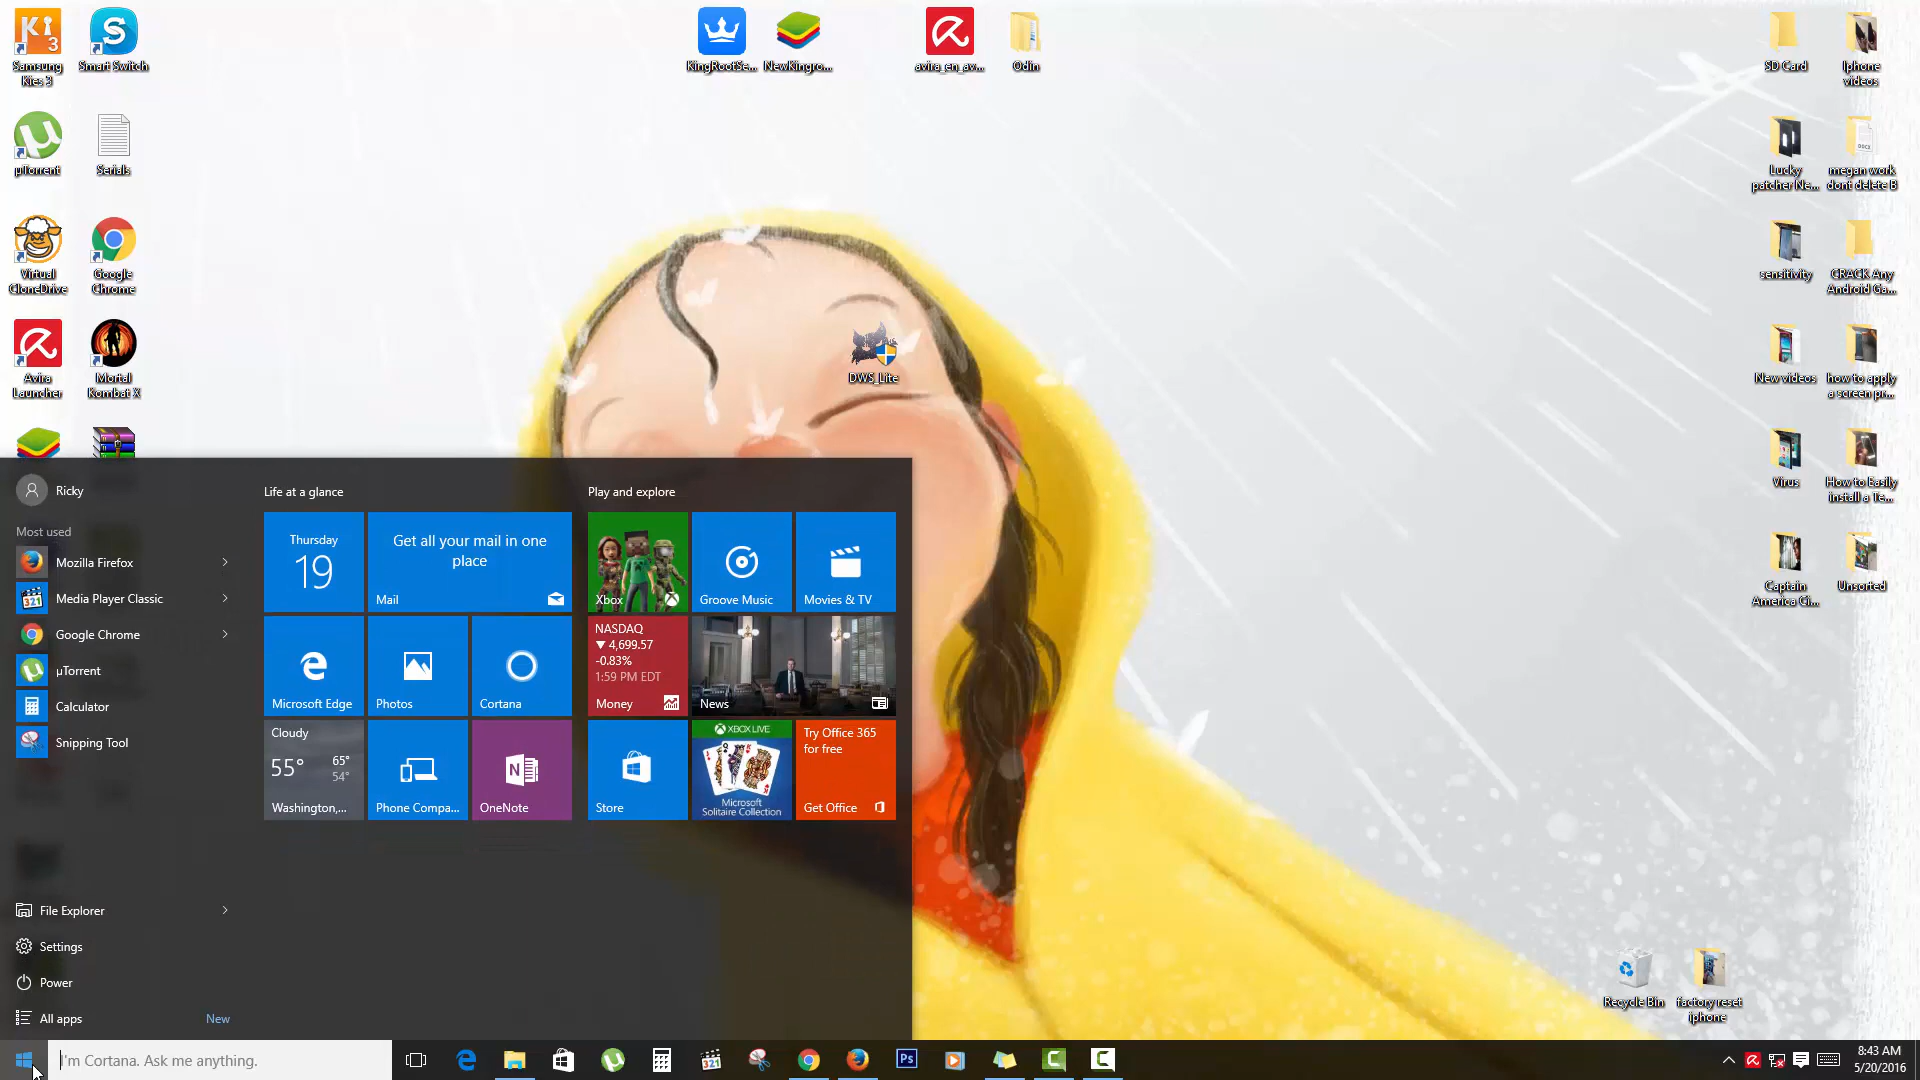 Samsung
Kies 3
Smart Switch
KingRootSe...
NewKingro...
avira_en_av...
Odin
SD Card
Iphone
videos
µTorrent
Serials
Lucky
patcher Ne...
megan work
dont delete B
Virtual
CloneDrive
Google
Chrome
sensitivity
CRACK Any
Android Ga...
Avira
Launcher
Mortal
Kombat X
DWS_Lite
New videos
how to apply
a screen pr...
Virus
How to Easily
install a Te...
Captain
America Ci...
Unsorted
Recycle Bin
factory reset
iphone
Ricky
Most used
Mozilla Firefox
Media Player Classic
Google Chrome
µTorrent
Calculator
Snipping Tool
File Explorer
Settings
Power
All apps
New
Life at a glance
Thursday
19
Get all your mail in one
place
Mail
Microsoft Edge
Photos
Cortana
Cloudy
55°
65°
54°
Washington,...
Phone Compa...
OneNote
Play and explore
Xbox
Groove Music
Movies & TV
NASDAQ
▼ 4,699.57
-0.83%
1:59 PM EDT
Money
News
Store
XBOX LIVE
Microsoft
Solitaire Collection
Try Office 365
for free
Get Office
I'm Cortana. Ask me anything.
8:43 AM
5/20/2016